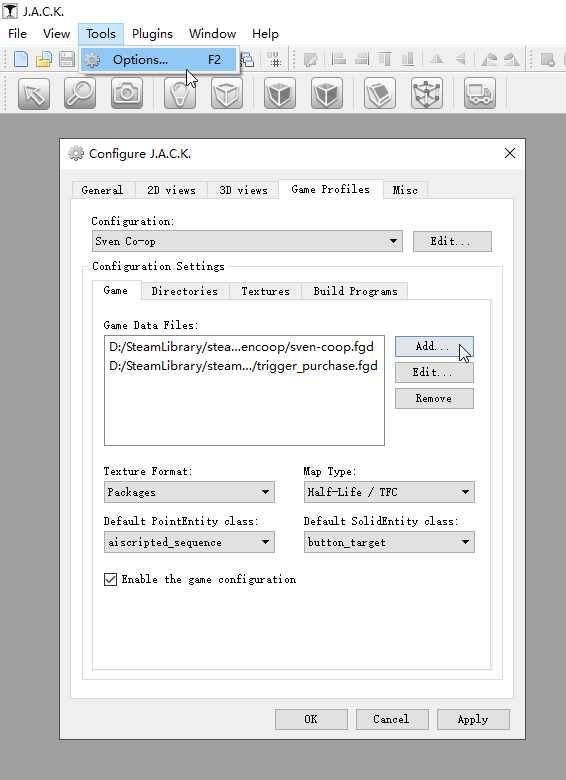 J.A.C.K.
File View Tools Plugins Window Help
Options... F2
Configure J.A.C.K.
General 2D views 3D views Game Profiles Misc
Configuration:
Sven Co-op Edit...
Configuration Settings
Game Directories Textures Build Programs
Game Data Files:
D:/SteamLibrary/stea...encoop/sven-coop.fgd
D:/SteamLibrary/steam.../trigger_purchase.fgd
Add...
Edit...
Remove
Texture Format: Map Type:
Packages Half-Life / TFC
Default PointEntity class: Default SolidEntity class:
aiscripted_sequence button_target
Enable the game configuration
OK Cancel Apply